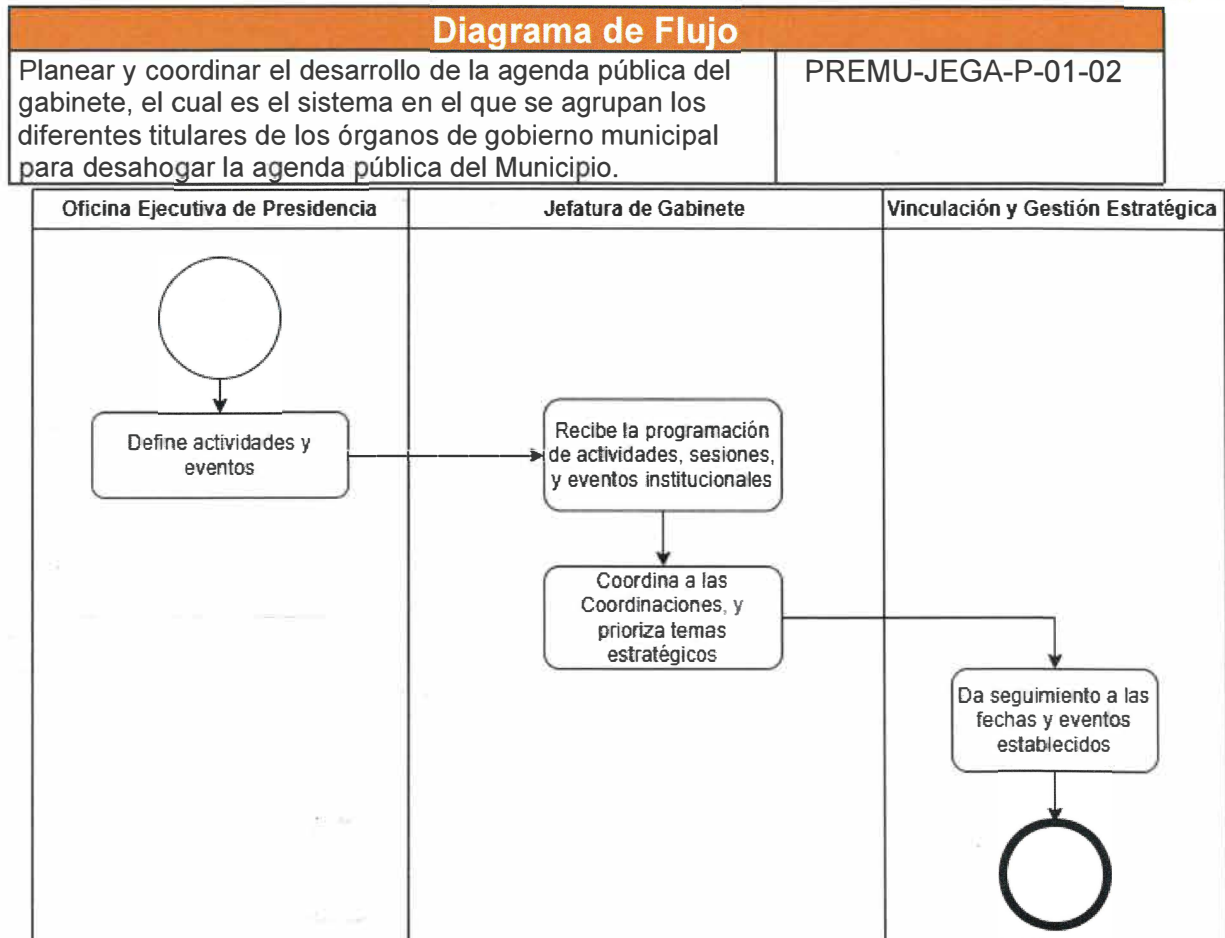 Diagrama de Flujo
Planear y coordinar el desarrollo de la agenda pública del
gabinete, el cual es el sistema en el que se agrupan los
diferentes titulares de los órganos de gobierno municipal
para desahogar la agenda pública del Municipio.
PREMU-JEGA-P-01-02
Oficina Ejecutiva de Presidencia
Jefatura de Gabinete
Vinculación y Gestión Estratégica
Define actividades y
eventos
Recibe la programación
de actividades, sesiones,
y eventos institucionales
Coordina a las
Coordinaciones, y
prioriza temas
estratégicos
Da seguimiento a las
fechas y eventos
establecidos